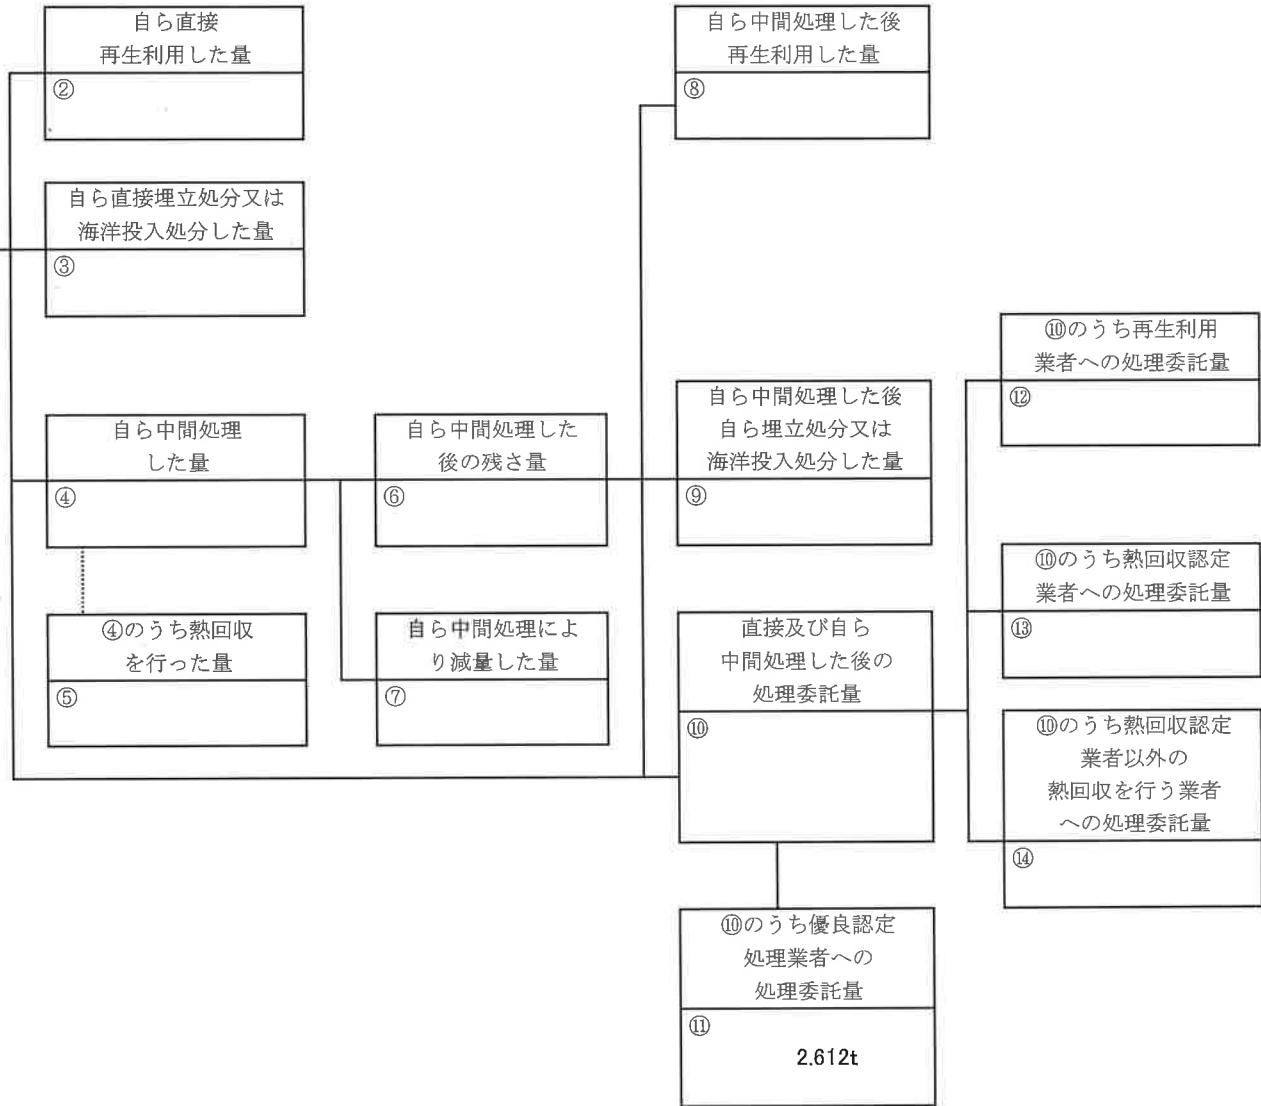 自ら直接
再生利用した量
②
自ら中間処理した後
再生利用した量
⑧
自ら直接埋立処分又は
海洋投入処分した量
③
⑩のうち再生利用
業者への処理委託量
⑫
自ら中間処理
した量
④
自ら中間処理した
後の残さ量
⑥
自ら中間処理した後
自ら埋立処分又は
海洋投入処分した量
⑨
⑩のうち熱回収認定
業者への処理委託量
⑬
④のうち熱回収
を行った量
⑤
自ら中間処理によ
り減量した量
⑦
直接及び自ら
中間処理した後の
処理委託量
⑩
⑩のうち熱回収認定
業者以外の
熱回収を行う業者
への処理委託量
⑭
⑩のうち優良認定
処理業者への
処理委託量
⑪
2.612t